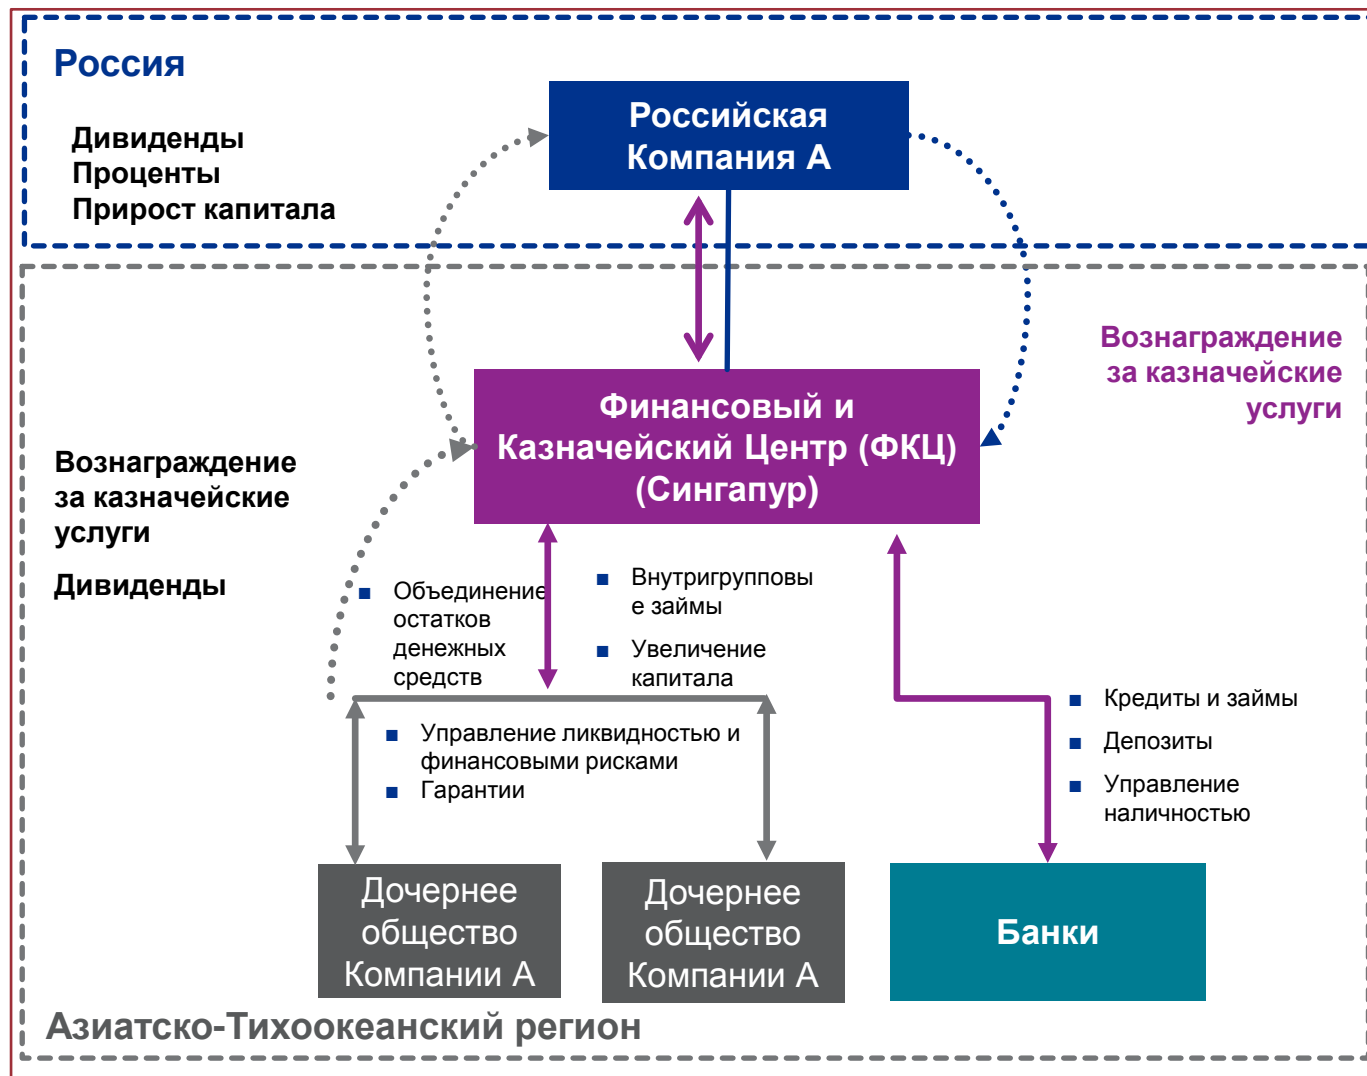 Россия
Дивиденды
Проценты
Прирост капитала
Российская
Компания А
Вознаграждение
за казначейские
услуги
Финансовый и
Казначейский Центр (ФКЦ)
(Сингапур)
Вознаграждение
за казначейские
услуги
Дивиденды
■ Объединение
остатков
денежных
средств
■ Внутригрупповы
е займы
■ Увеличение
капитала
■ Управление ликвидностью и
финансовыми рисками
■ Гарантии
■ Кредиты и займы
■ Депозиты
■ Управление
наличностью
Дочернее
общество
Компании А
Дочернее
общество
Компании А
Банки
Азиатско-Тихоокеанский регион